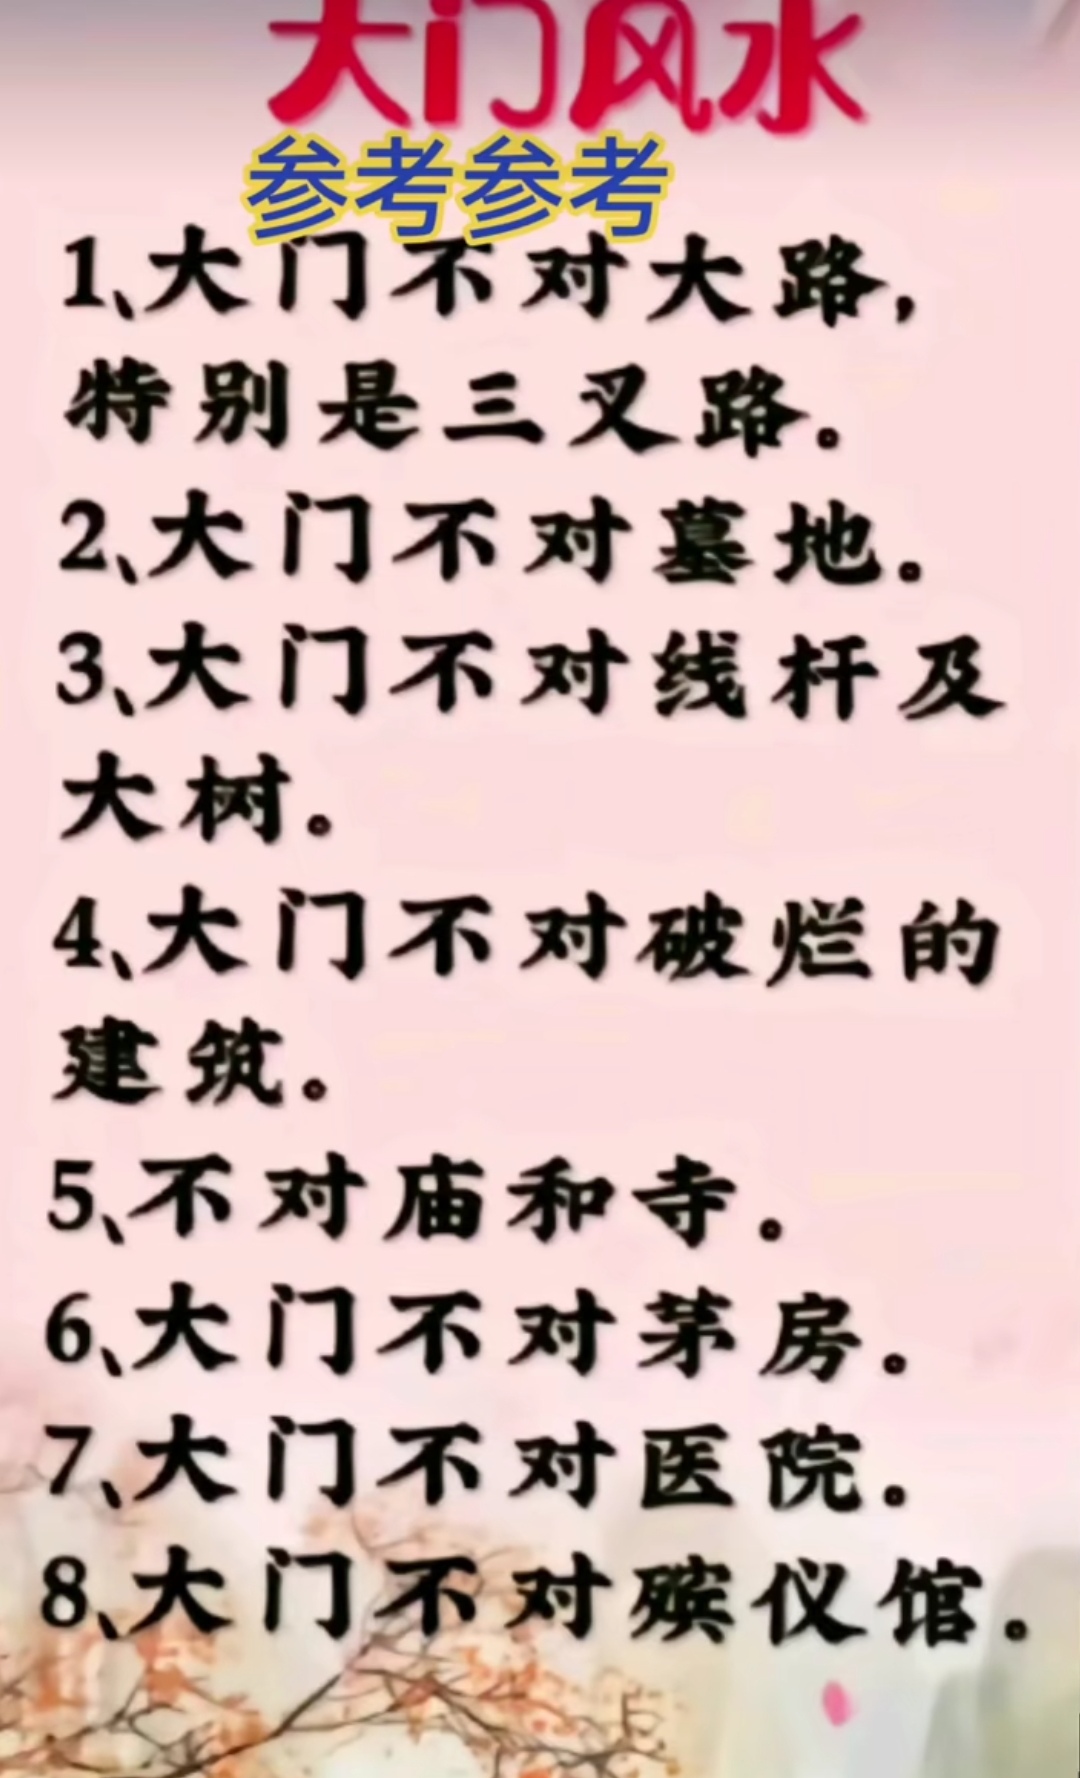 大门风水
参考参考
1、大门不对大路，
特别是三叉路。
2、大门不对墓地。
3、大门不对线杆及
大树。
4、大门不对破烂的
建筑。
5、不对庙和寺。
6、大门不对茅房。
7、大门不对医院。
8、大门不对殡仪馆。